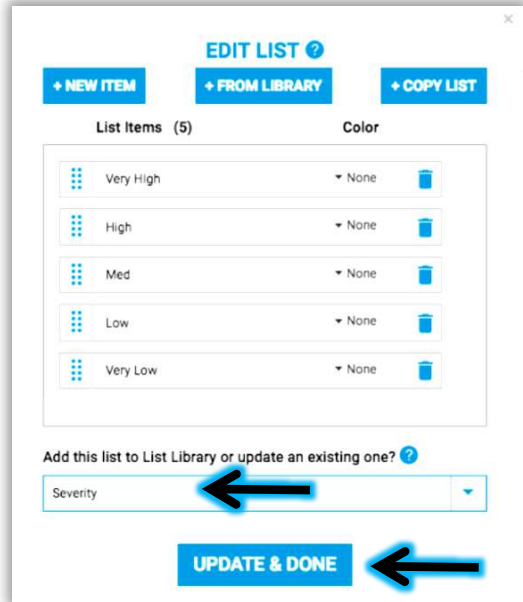 EDIT LIST ?
+ NEW ITEM + FROM LIBRARY + COPY LIST
List Items (5) Color
Very High None
High None
Med None
Low None
Very Low None
Add this list to List Library or update an existing one? ?
Severity
UPDATE & DONE